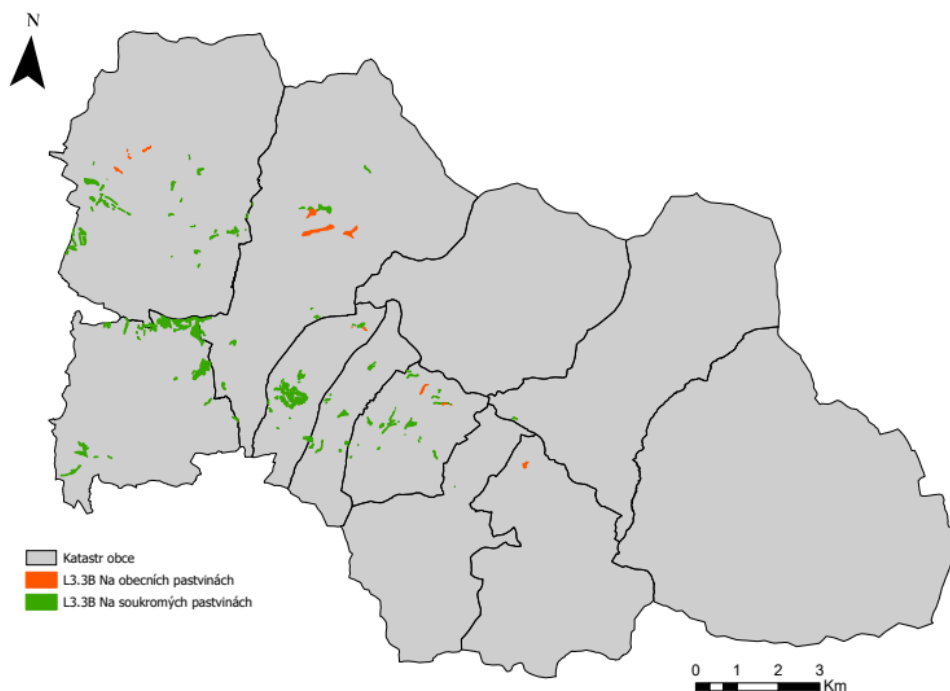 N
Katastr obce
L3.3B Na obecních pastvinách
L3.3B Na soukromých pastvinách
0 1 2 3
Km